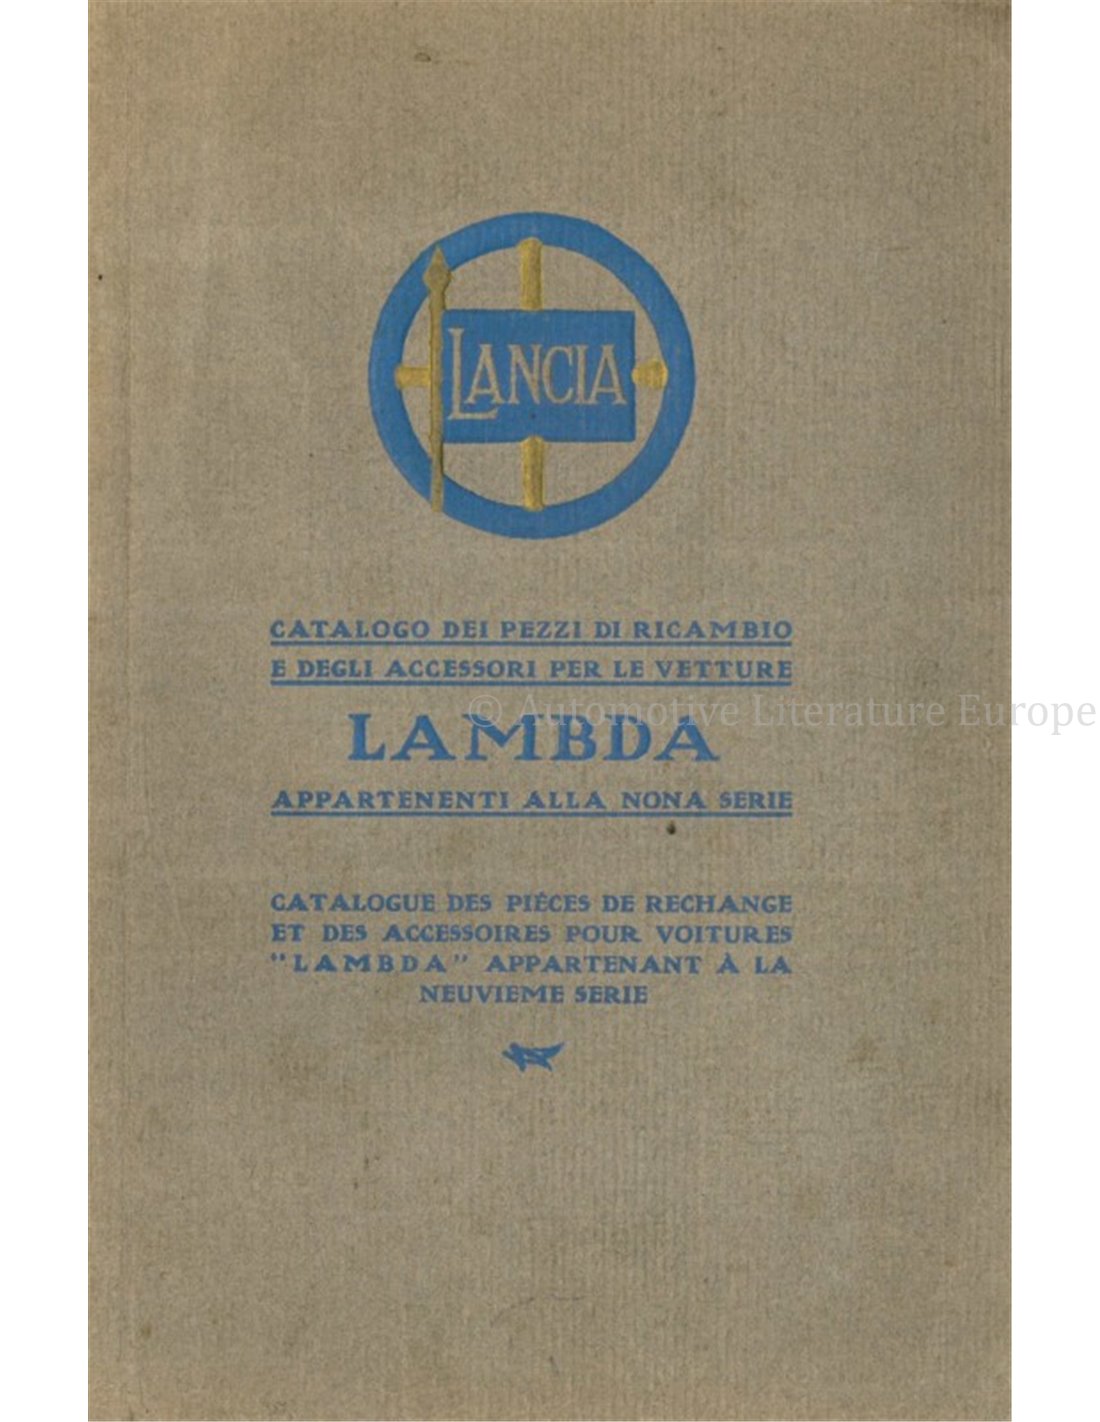 LANCIA
CATALOGO DEI PEZZI DI RICAMBIO
E DEGLI ACCESSORI PER LE VETTURE
© Automotive Literature Europe
LAMBDA
APPARTENENTI ALLA NONA SERIE
CATALOGUE DES PIÉCES DE RECHANGE
ET DES ACCESSOIRES POUR VOITURES
"LAMBDA" APPARTENANT À LA
NEUVIEME SERIE